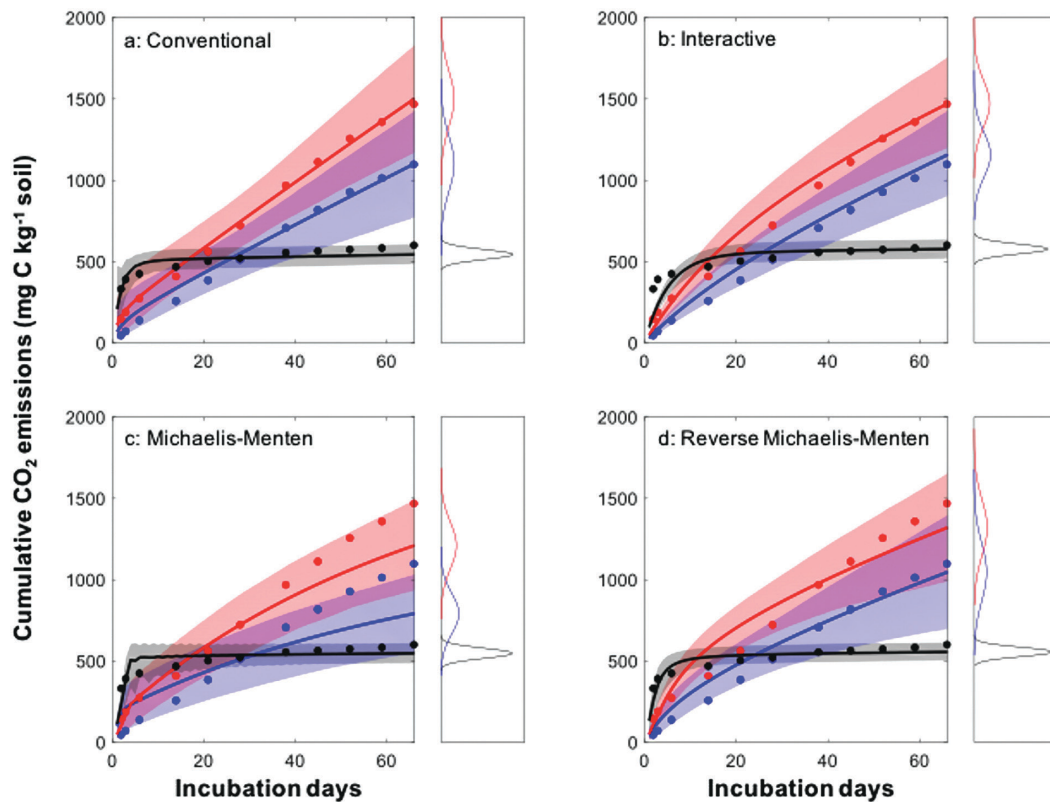 Cumulative CO₂ emissions (mg C kg⁻¹ soil)
a: Conventional
2000
1500
1000
500
0
0 20 40 60
b: Interactive
2000
1500
1000
500
0
0 20 40 60
c: Michaelis-Menten
2000
1500
1000
500
0
0 20 40 60
Incubation days
d: Reverse Michaelis-Menten
2000
1500
1000
500
0
0 20 40 60
Incubation days